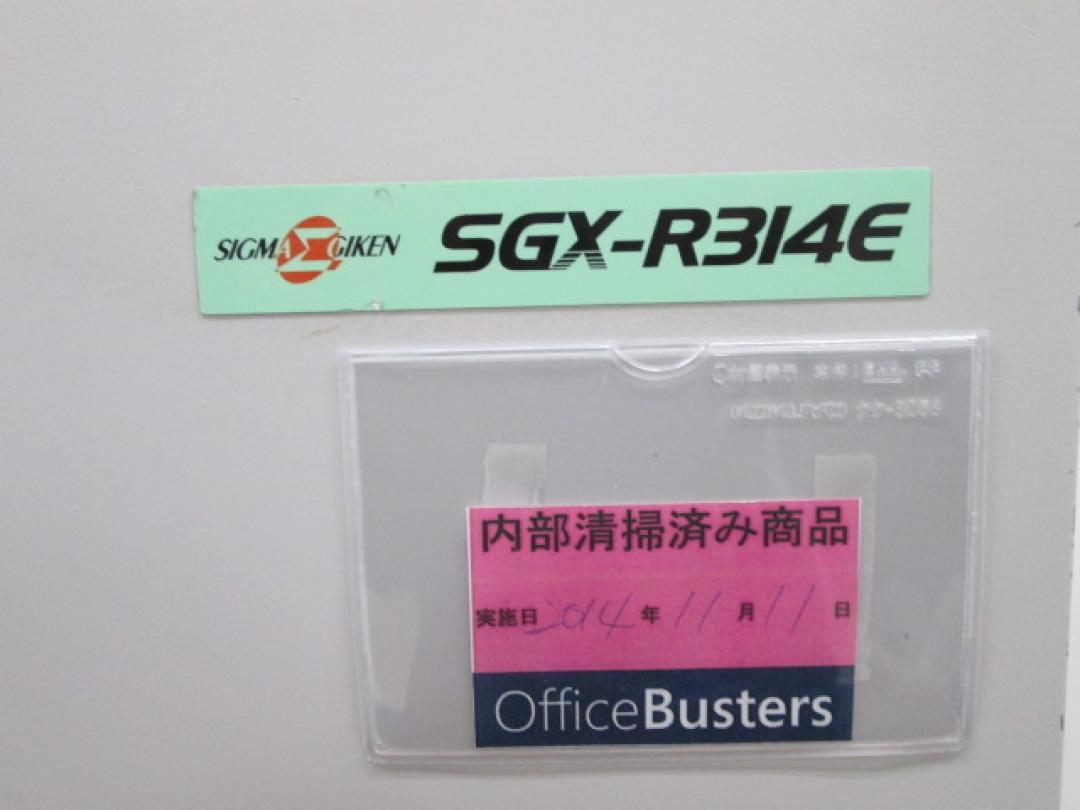 SIGMA GIKEN SGX-R314E
内部清掃済み商品
実施日 2014 年 11 月 11 日
OfficeBusters